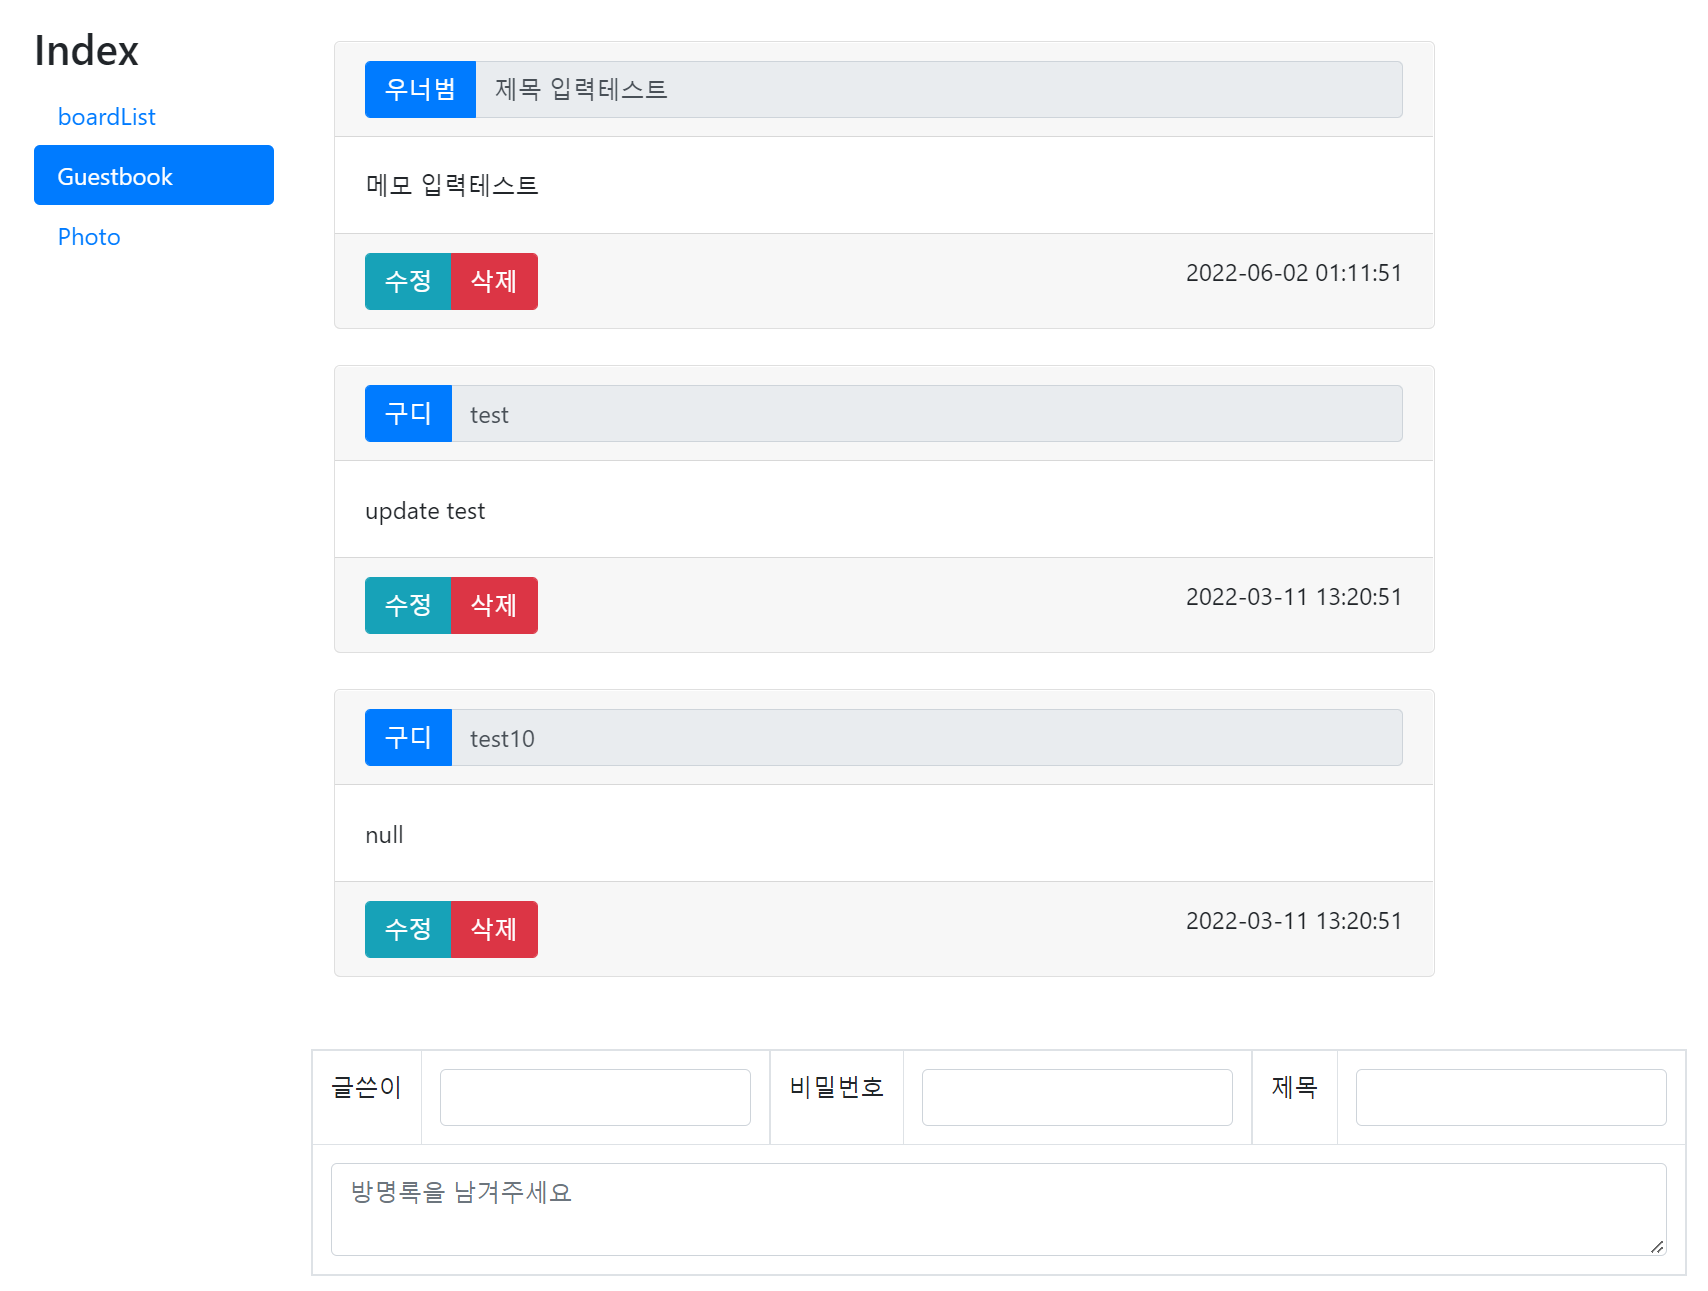 Index
boardList
Guestbook
Photo
우너범 제목 입력테스트
메모 입력테스트
수정 삭제 2022-06-02 01:11:51
구디 test
update test
수정 삭제 2022-03-11 13:20:51
구디 test10
null
수정 삭제 2022-03-11 13:20:51
글쓴이 비밀번호 제목
방명록을 남겨주세요